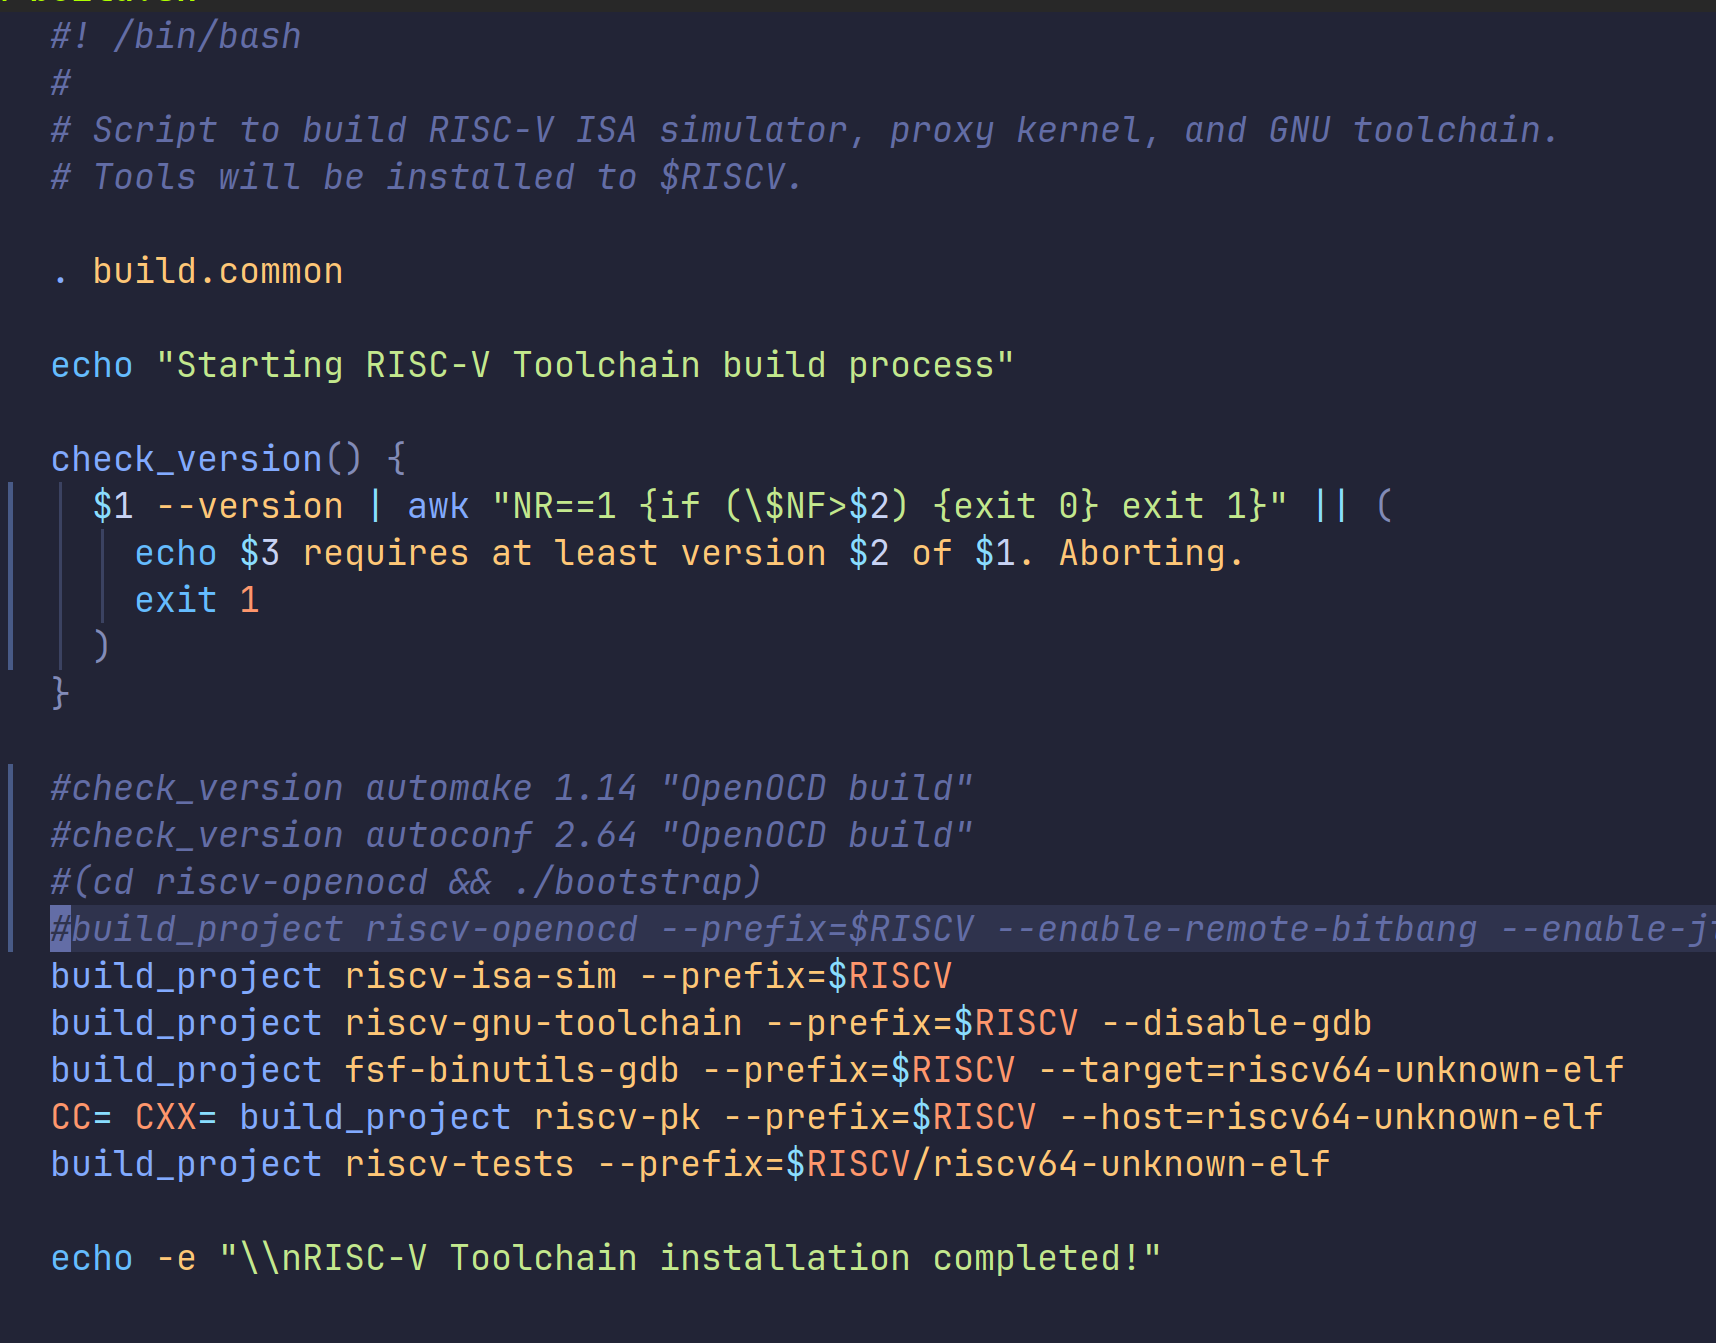 #! /bin/bash
#
# Script to build RISC-V ISA simulator, proxy kernel, and GNU toolchain.
# Tools will be installed to $RISCV.
. build.common
echo "Starting RISC-V Toolchain build process"
check_version() {
$1 --version | awk "NR==1 {if (\$NF>$2) {exit 0} exit 1}" || (
echo $3 requires at least version $2 of $1. Aborting.
exit 1
)
}
#check_version automake 1.14 "OpenOCD build"
#check_version autoconf 2.64 "OpenOCD build"
#(cd riscv-openocd && ./bootstrap)
#build_project riscv-openocd --prefix=$RISCV --enable-remote-bitbang
build_project riscv-isa-sim --prefix=$RISCV
build_project riscv-gnu-toolchain --prefix=$RISCV --disable-gdb
build_project fsf-binutils-gdb --prefix=$RISCV --target=riscv64-unknown-elf
CC= CXX= build_project riscv-pk --prefix=$RISCV --host=riscv64-unknown-elf
build_project riscv-tests --prefix=$RISCV/riscv64-unknown-elf
echo -e "\\nRISC-V Toolchain installation completed!"